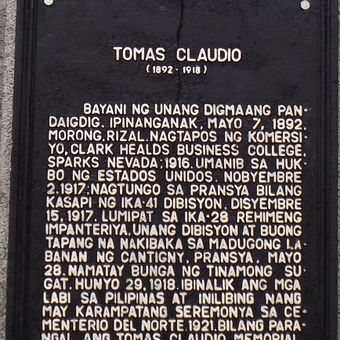 TOMAS CLAUDIO
(1892-1918)
BAYANI NG UNANG DIGMAANG PAN-
DAIGDIG. IPINANGANAK, MAYO 7, 1892,
MORONG, RIZAL. NAGTAPOS NG KOMERSI-
YO, CLARK HEALDS BUSINESS COLLEGE,
SPARKS NEVADA; 1916. UMANIB SA HUK-
BO NG ESTADOS UNIDOS, NOBYEMBRE
2, 1917; NAGTUNGO SA PRANSYA BILANG
KASAPI NG IKA-41 DIBISYON, DISYEMBRE
15, 1917. LUMIPAT SA IKA-28 REHIMENG
IMPANTERIYA, UNANG DIBISYON AT BUONG
TAPANG NA NAKIBAKA SA MADUGONG LA-
BANAN NG CANTIGNY, PRANSYA, MAYO
28. NAMATAY BUNGA NG TINAMONG SU-
GAT, HUNYO 29, 1918. IBINALIK ANG MGA
LABI SA PILIPINAS AT INILIBING NANG
MAY KARAMPATANG SEREMONYA SA CE-
MENTERIO DEL NORTE, 1921. BILANG PARA-
NGAL, ANG TOMAS CLAUDIO MEMORIAL